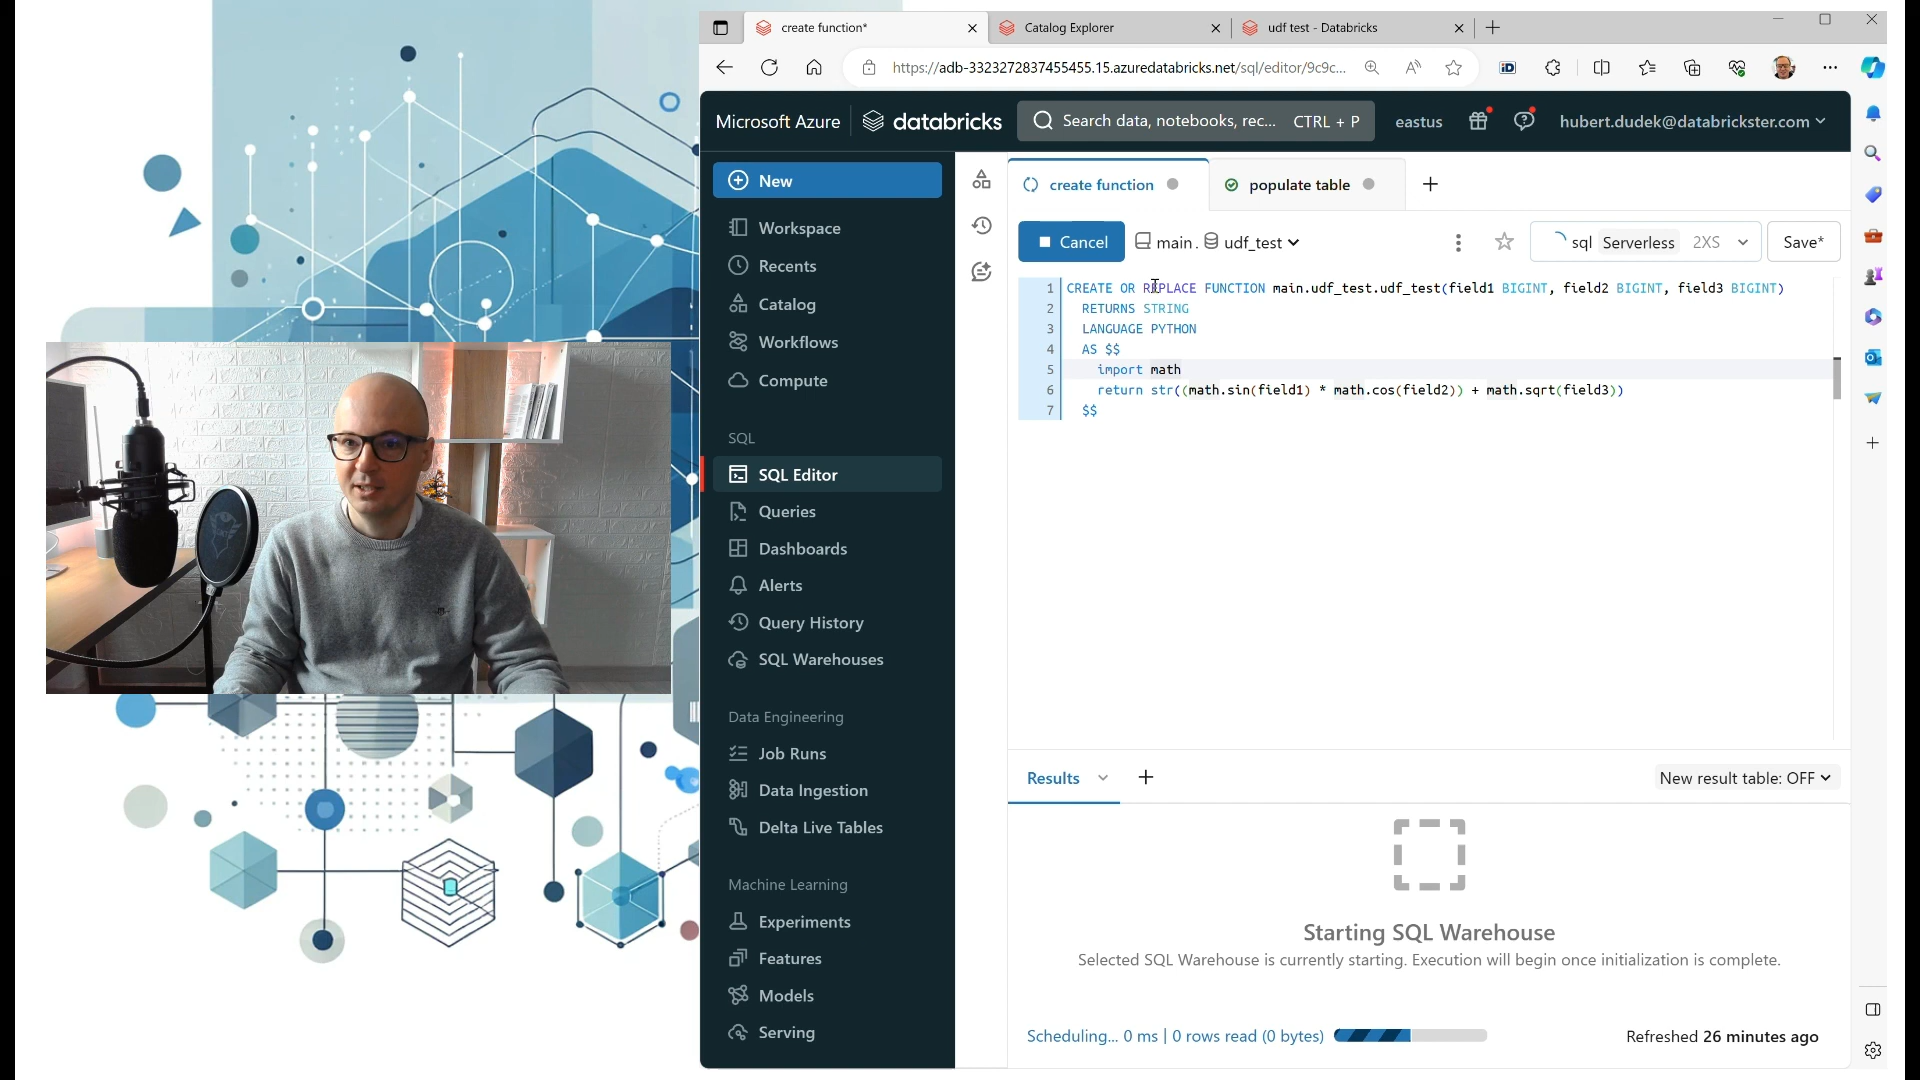 create function*
Catalog Explorer
udf test - Databricks
https://adb-3323272837455455.15.azuredatabricks.net/sql/editor/9c9c...
Microsoft Azure
databricks
Search data, notebooks, rec... CTRL + P
eastus
hubert.dudek@databrickster.com
New
Workspace
Recents
Catalog
Workflows
Compute
SQL
SQL Editor
Queries
Dashboards
Alerts
Query History
SQL Warehouses
Data Engineering
Job Runs
Data Ingestion
Delta Live Tables
Machine Learning
Experiments
Features
Models
Serving
create function
populate table
Cancel
main. udf_test
sql Serverless 2XS
Save*
1 CREATE OR REPLACE FUNCTION main.udf_test.udf_test(field1 BIGINT, field2 BIGINT, field3 BIGINT)
2 RETURNS STRING
3 LANGUAGE PYTHON
4 AS $$
5 import math
6 return str((math.sin(field1) * math.cos(field2)) + math.sqrt(field3))
7 $$
Results
New result table: OFF
Starting SQL Warehouse
Selected SQL Warehouse is currently starting. Execution will begin once initialization is complete.
Scheduling... 0 ms | 0 rows read (0 bytes)
Refreshed 26 minutes ago